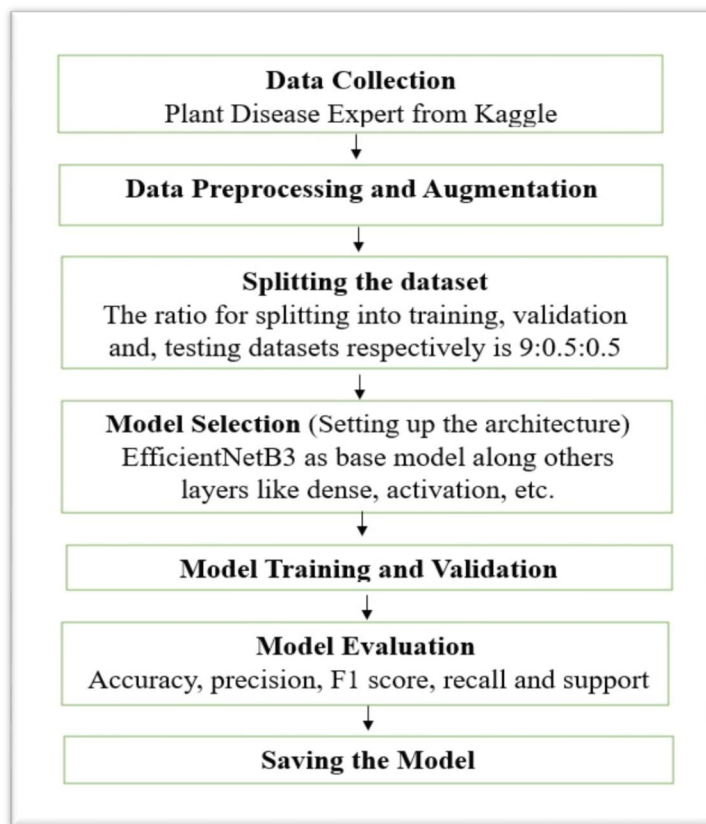 Data Collection
Plant Disease Expert from Kaggle
Data Preprocessing and Augmentation
Splitting the dataset
The ratio for splitting into training, validation
and, testing datasets respectively is 9:0.5:0.5
Model Selection (Setting up the architecture)
EfficientNetB3 as base model along others
layers like dense, activation, etc.
Model Training and Validation
Model Evaluation
Accuracy, precision, F1 score, recall and support
Saving the Model